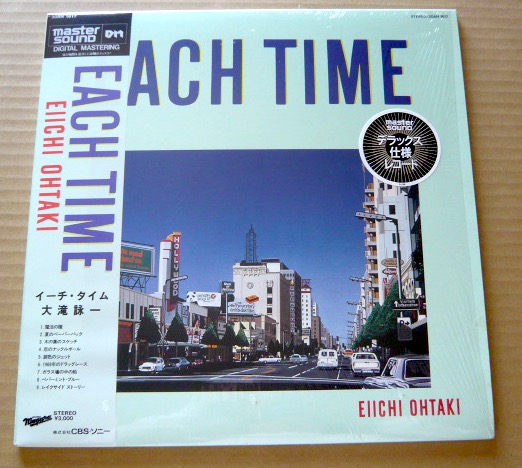 master
SOUND
DIGITAL MASTERING
EACH TIME
EIICHI OHTAKI
イーチ・タイム
大滝詠一
1. 魔法の瞳
2. 夏のペーパーバック
3. 木の葉のスケッチ
4. 恋のナックルボール
5. 銀色のジェット
6. 1969年のドラッグレース
7. ガラス壜の中の船
8. ペパーミント・ブルー
9. レイクサイド ストーリー
Niagara
STEREO
¥3,000
株式会社 CBS・ソニー
ACH TIME
master
SOUND
デラックス
仕様
レコード
HOLLYWOOD
EIICHI OHTAKI